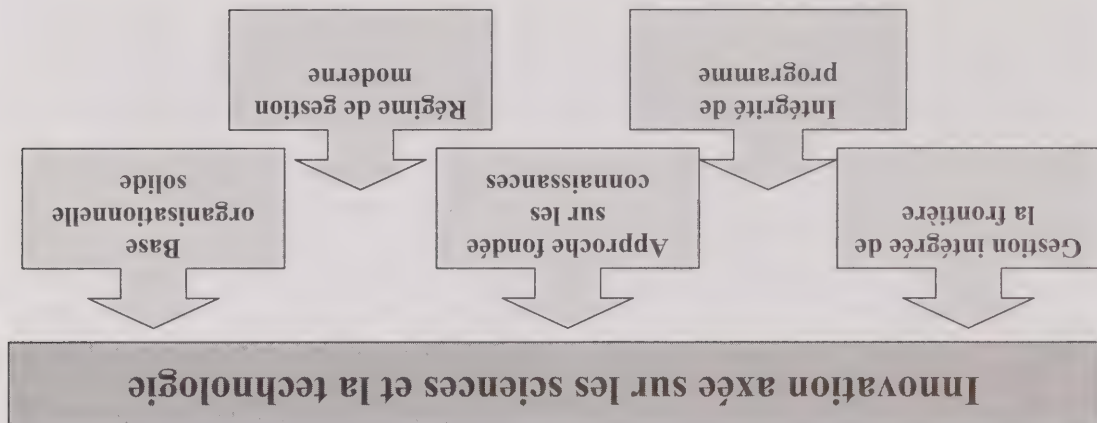 Innovation axée sur les sciences et la technologie
Gestion intégrée de
la frontière
Approche fondée
sur les
connaissances
Base
organisationnelle
solide
Intégrité de
programme
Régime de gestion
moderne